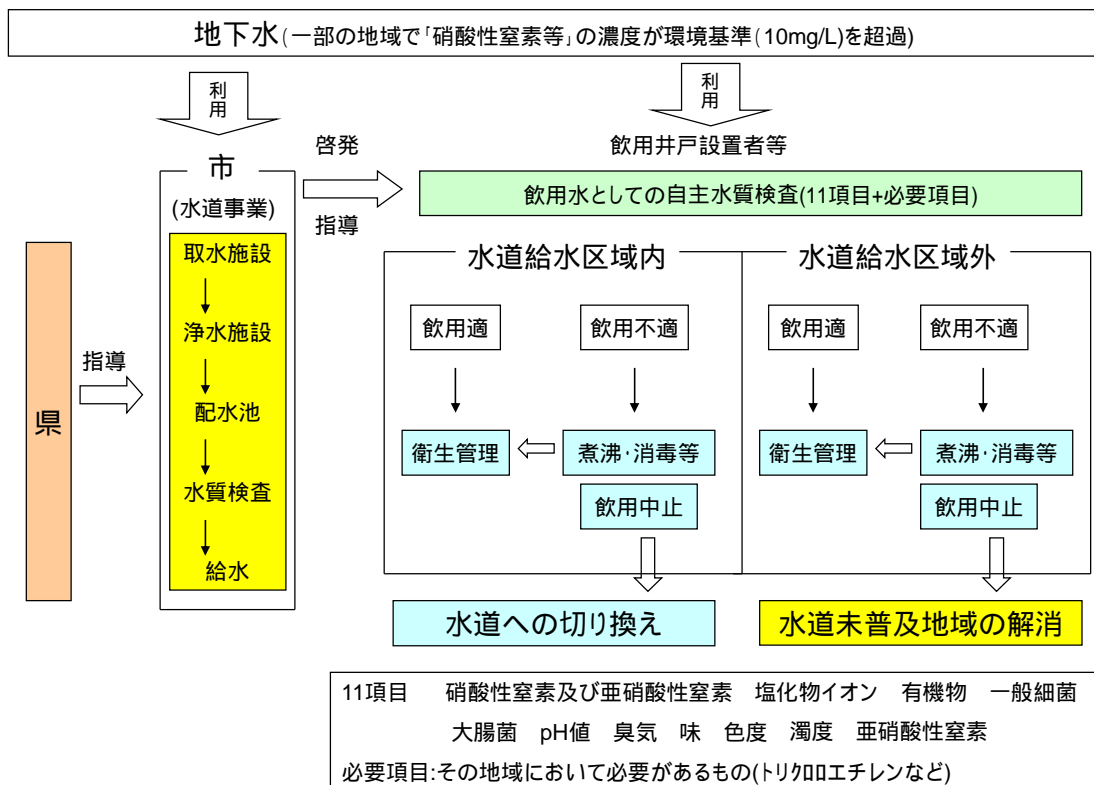 地下水(一部の地域で｢硝酸性窒素等｣の濃度が環境基準(10mg/L)を超過)
利用
利用
市
(水道事業)
取水施設
浄水施設
配水池
水質検査
給水
県
指導
啓発
指導
飲用井戸設置者等
飲用水としての自主水質検査(11項目+必要項目)
水道給水区域内
飲用適
飲用不適
衛生管理
煮沸･消毒等
飲用中止
水道への切り換え
水道給水区域外
飲用適
飲用不適
衛生管理
煮沸･消毒等
飲用中止
水道未普及地域の解消
11項目 硝酸性窒素及び亜硝酸性窒素 塩化物イオン 有機物 一般細菌
大腸菌 pH値 臭気 味 色度 濁度 亜硝酸性窒素
必要項目:その地域において必要があるもの(ﾄﾘｸﾛﾛエチレンなど)